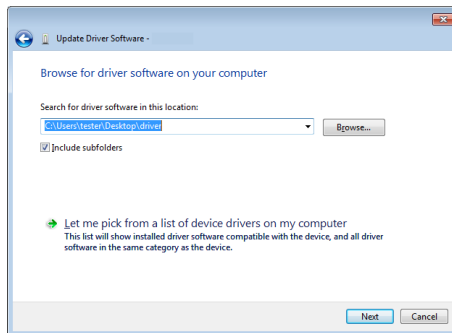 Update Driver Software -
Browse for driver software on your computer
Search for driver software in this location:
C:\Users\tester\Desktop\driver
Browse...
Include subfolders
Let me pick from a list of device drivers on my computer
This list will show installed driver software compatible with the device, and all driver
software in the same category as the device.
Next
Cancel